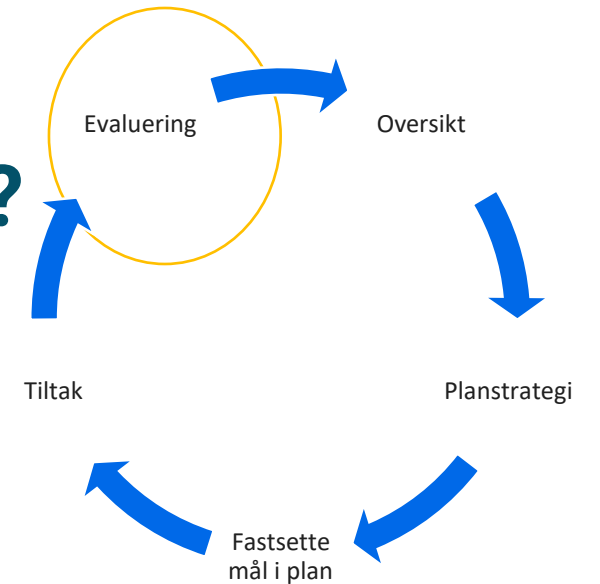 Evaluering
Oversikt
?
Tiltak
Planstrategi
Fastsette
mål i plan